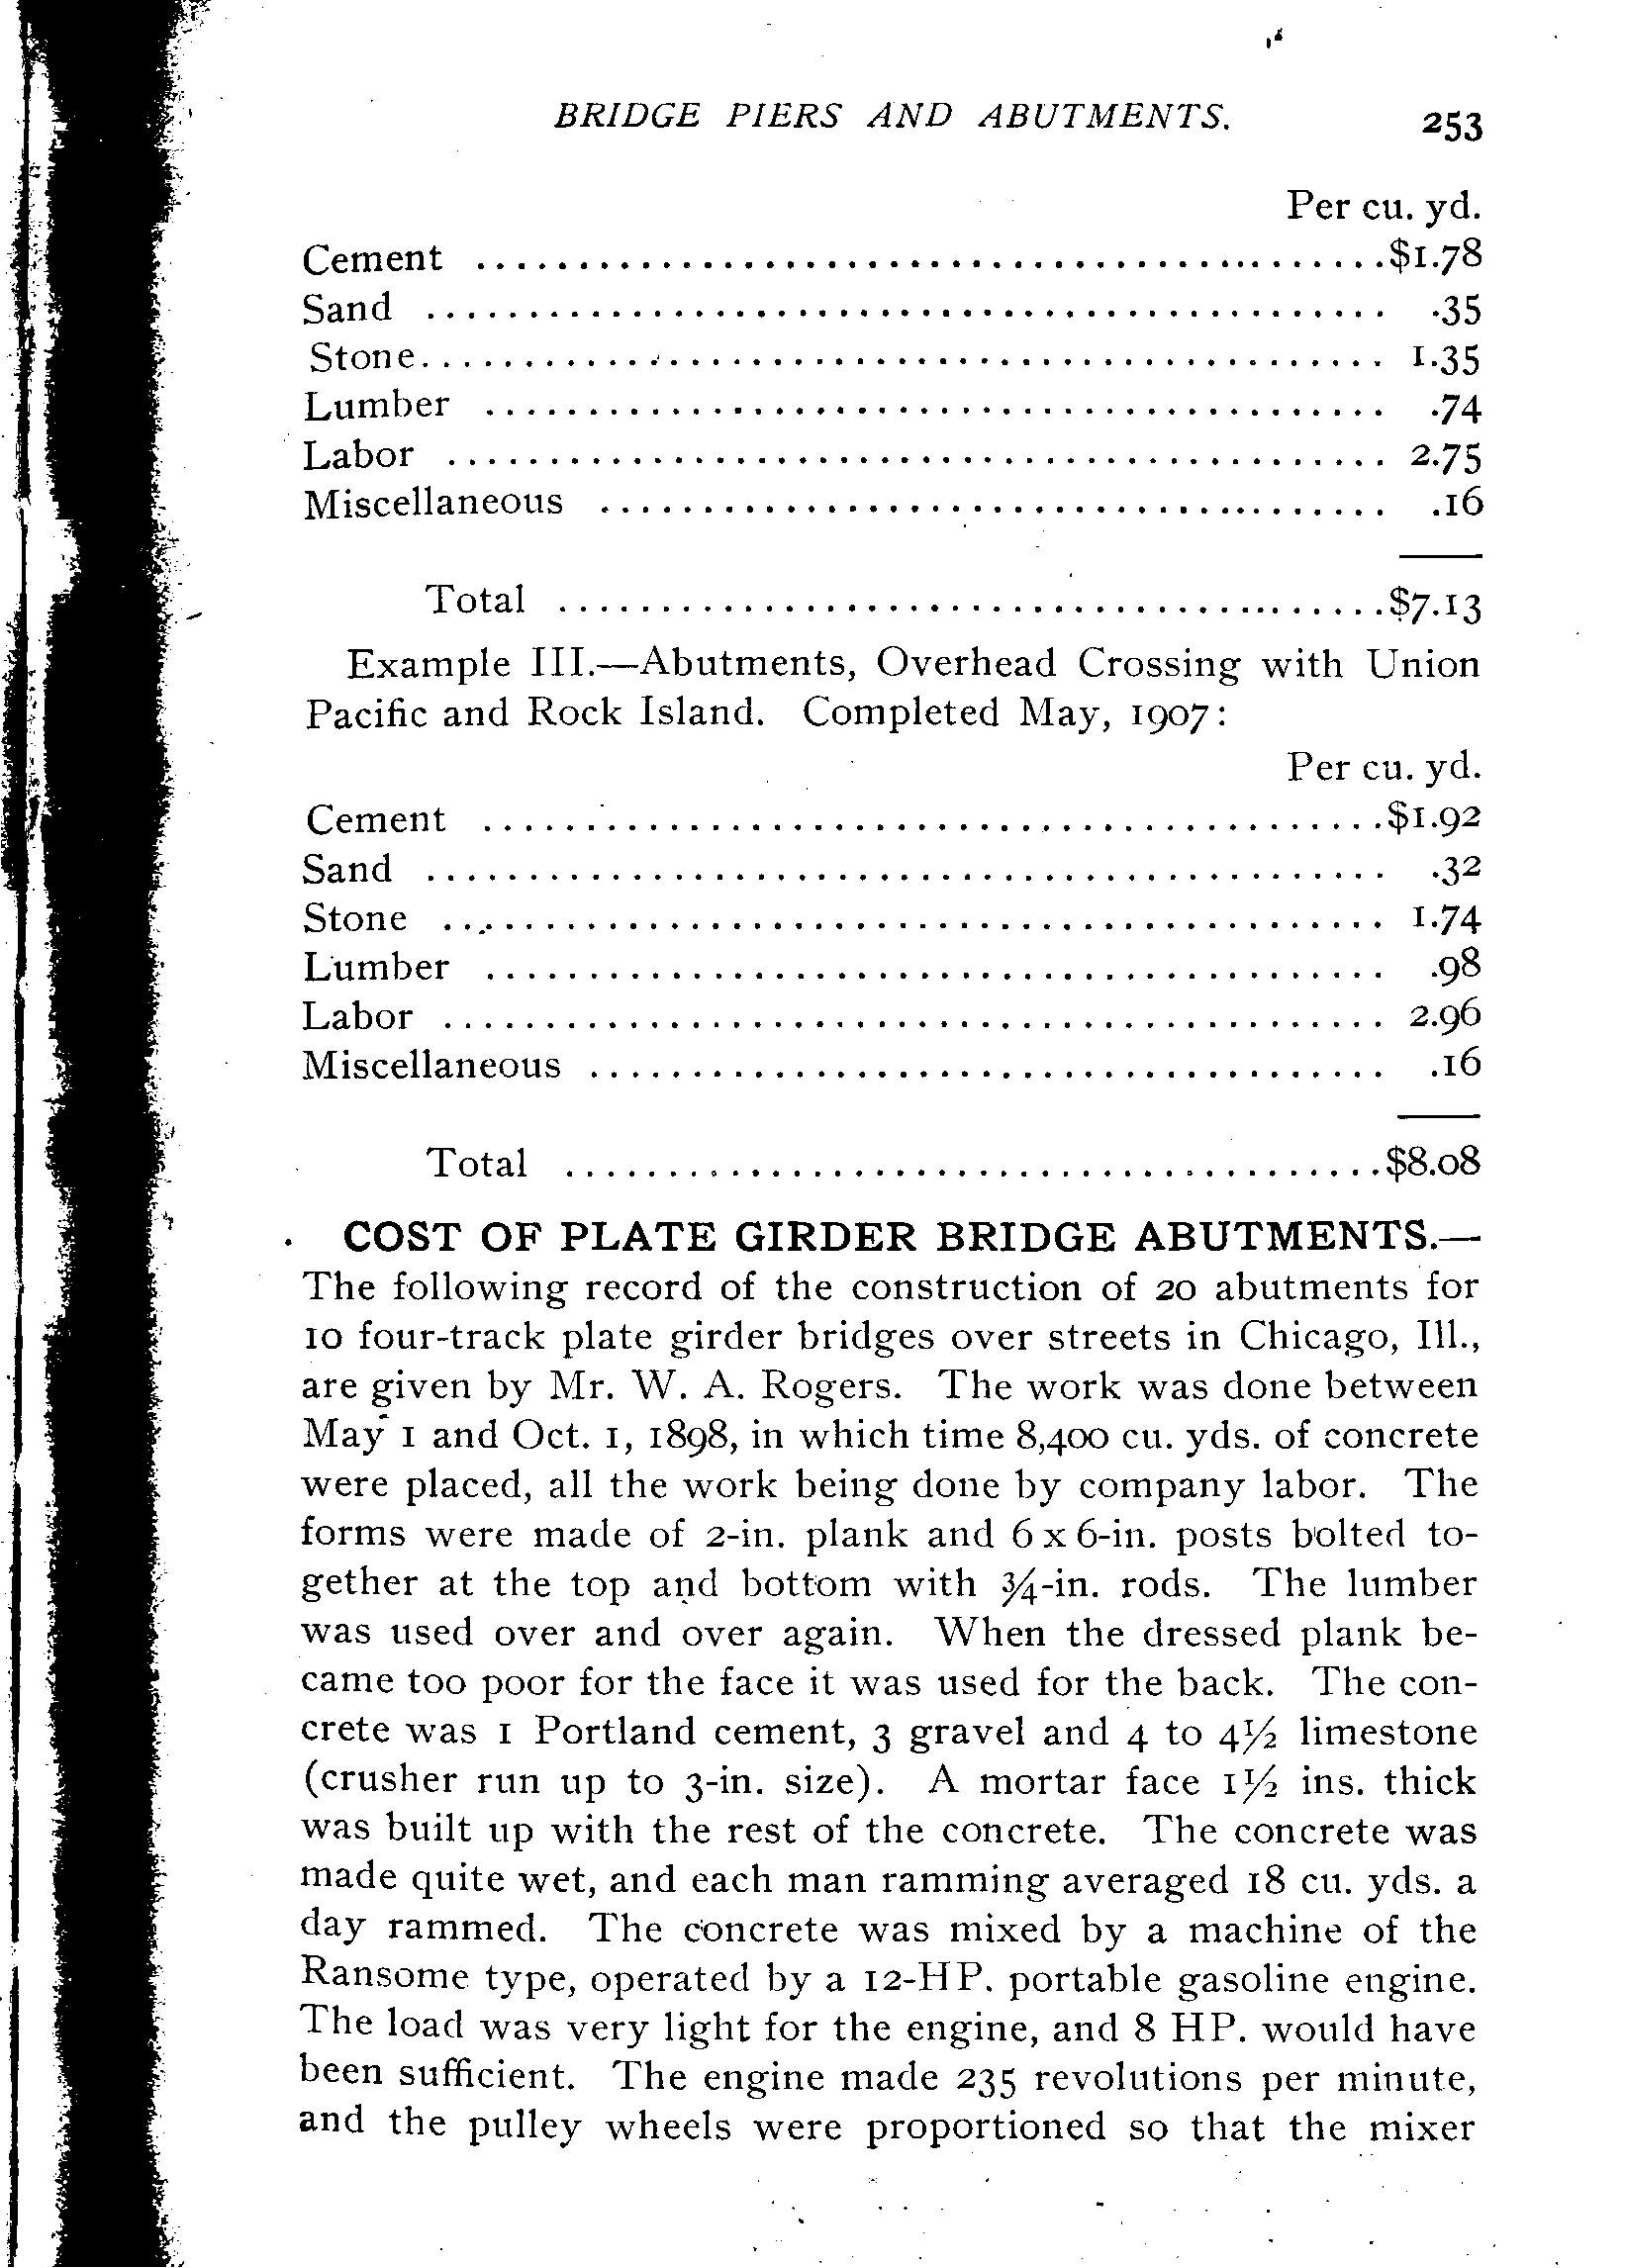 BRIDGE PIERS AND ABUTMENTS. 253
Per cu. yd.
Cement ............................................$1.78
Sand ............................................... .35
Stone............................................... 1.35
Lumber ............................................ .74
Labor .............................................. 2.75
Miscellaneous ...................................... .16
Total ........................................$7.13
Example III.—Abutments, Overhead Crossing with Union
Pacific and Rock Island. Completed May, 1907:
Per cu. yd.
Cement ............................................$1.92
Sand ............................................... .32
Stone .............................................. 1.74
Lumber ............................................ .98
Labor .............................................. 2.96
Miscellaneous ....................................... .16
Total ........................................$8.08
COST OF PLATE GIRDER BRIDGE ABUTMENTS.—
The following record of the construction of 20 abutments for
10 four-track plate girder bridges over streets in Chicago, Ill.,
are given by Mr. W. A. Rogers. The work was done between
May 1 and Oct. 1, 1898, in which time 8,400 cu. yds. of concrete
were placed, all the work being done by company labor. The
forms were made of 2-in. plank and 6 x 6-in. posts bolted to-
gether at the top and bottom with ¾-in. rods. The lumber
was used over and over again. When the dressed plank be-
came too poor for the face it was used for the back. The con-
crete was 1 Portland cement, 3 gravel and 4 to 4½ limestone
(crusher run up to 3-in. size). A mortar face 1½ ins. thick
was built up with the rest of the concrete. The concrete was
made quite wet, and each man ramming averaged 18 cu. yds. a
day rammed. The concrete was mixed by a machine of the
Ransome type, operated by a 12-HP. portable gasoline engine.
The load was very light for the engine, and 8 HP. would have
been sufficient. The engine made 235 revolutions per minute,
and the pulley wheels were proportioned so that the mixer